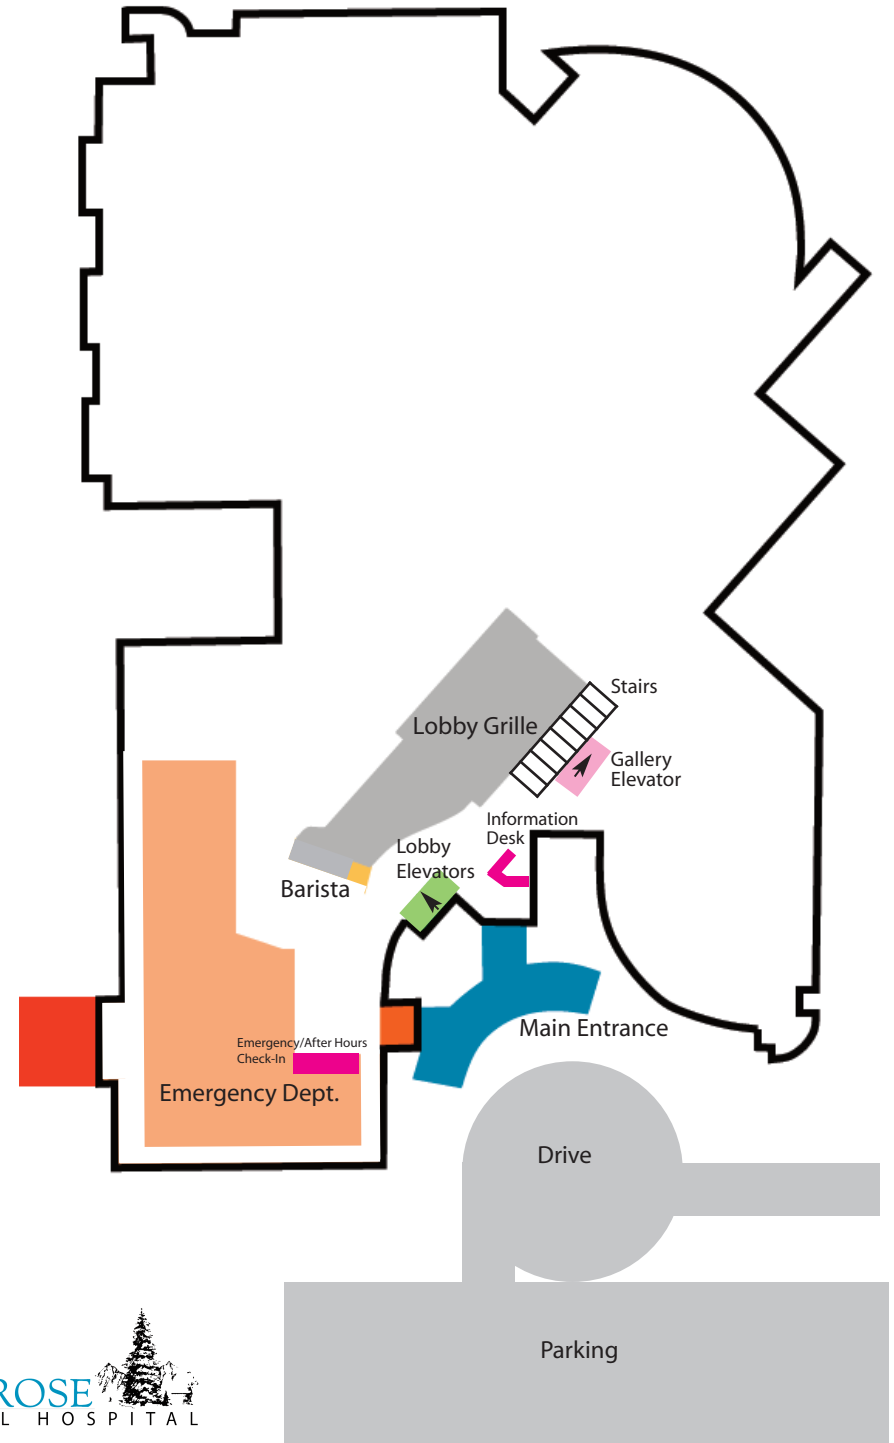 Stairs
Lobby Grille
Gallery
Elevator
Information
Desk
Lobby
Elevators
Barista
Main Entrance
Emergency/After Hours
Check-In
Emergency Dept.
Drive
Parking
ROSE
L HOSPITAL